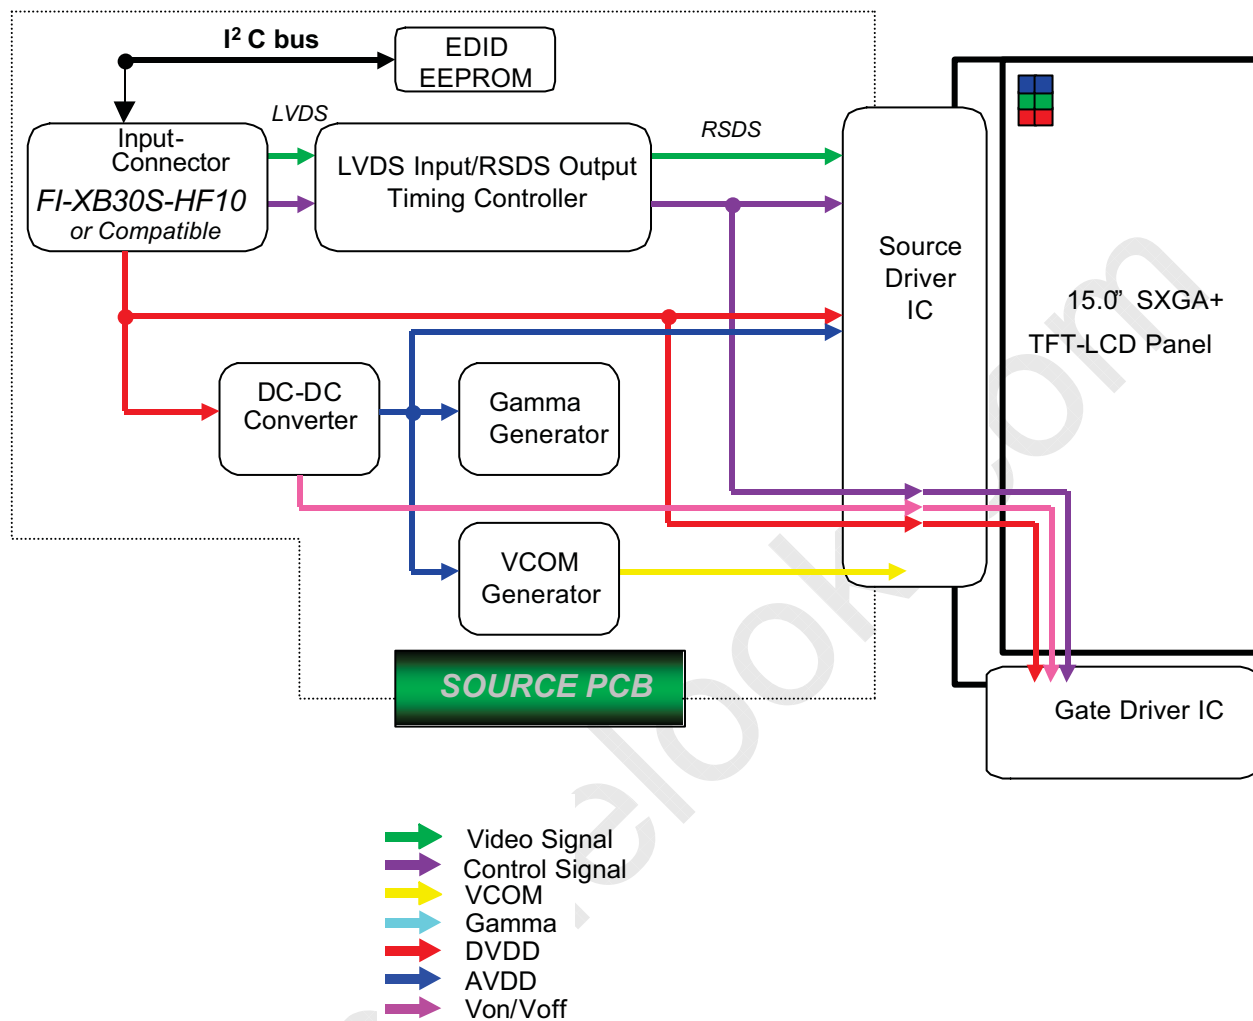 I² C bus
EDID
EEPROM
LVDS
RSDS
Input-
Connector
FI-XB30S-HF10
or Compatible
LVDS Input/RSDS Output
Timing Controller
Source
Driver
IC
15.0” SXGA+
TFT-LCD Panel
DC-DC
Converter
Gamma
Generator
VCOM
Generator
SOURCE PCB
Gate Driver IC
Video Signal
Control Signal
VCOM
Gamma
DVDD
AVDD
Von/Voff